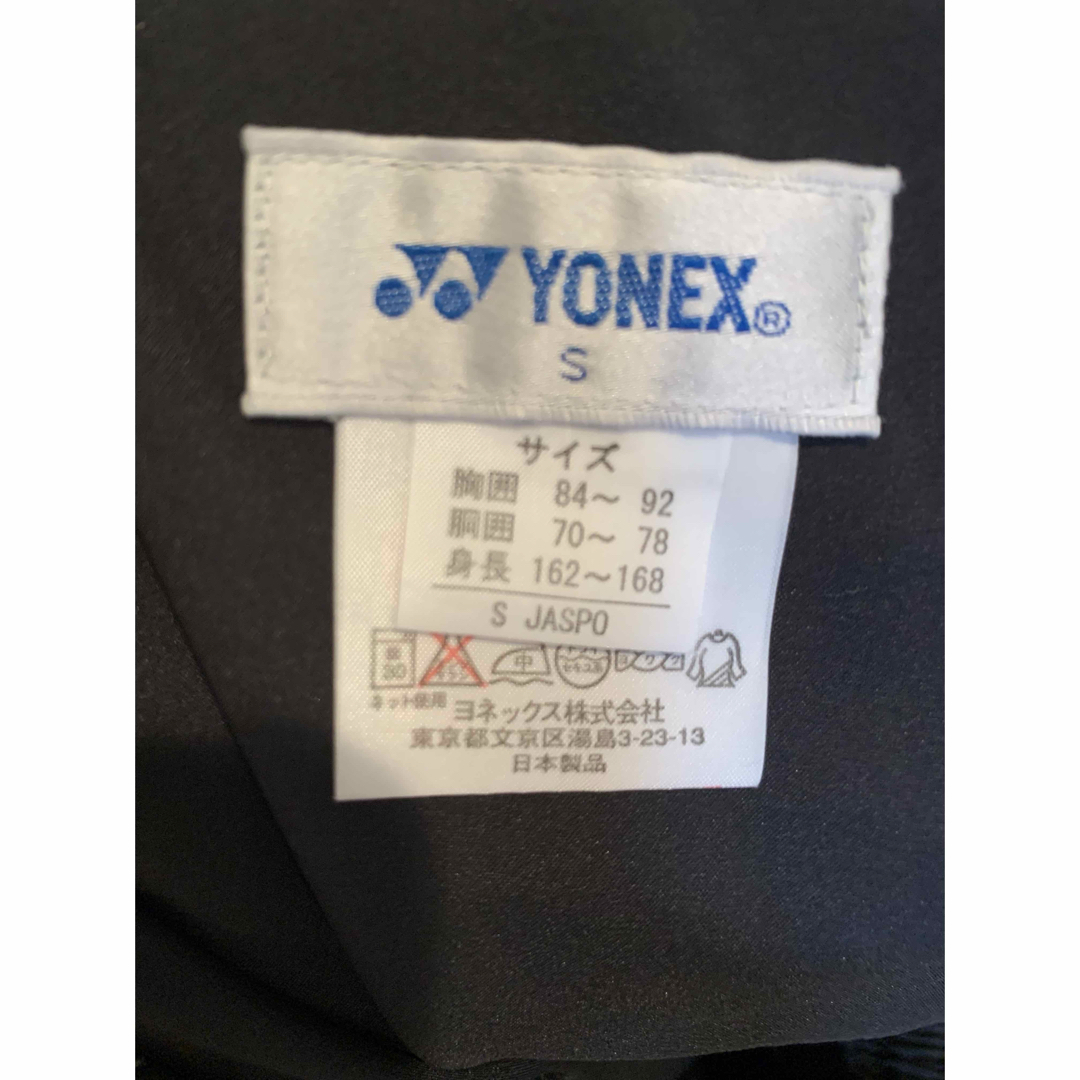 YONEX®
S
サイズ
胸囲 84～ 92
胴囲 70～ 78
身長 162～168
S JASPO
30
中
ネット使用
ヨネックス株式会社
東京都文京区湯島3-23-13
日本製品